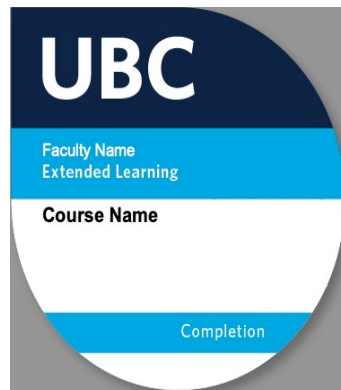 UBC
Faculty Name
Extended Learning
Course Name
Completion